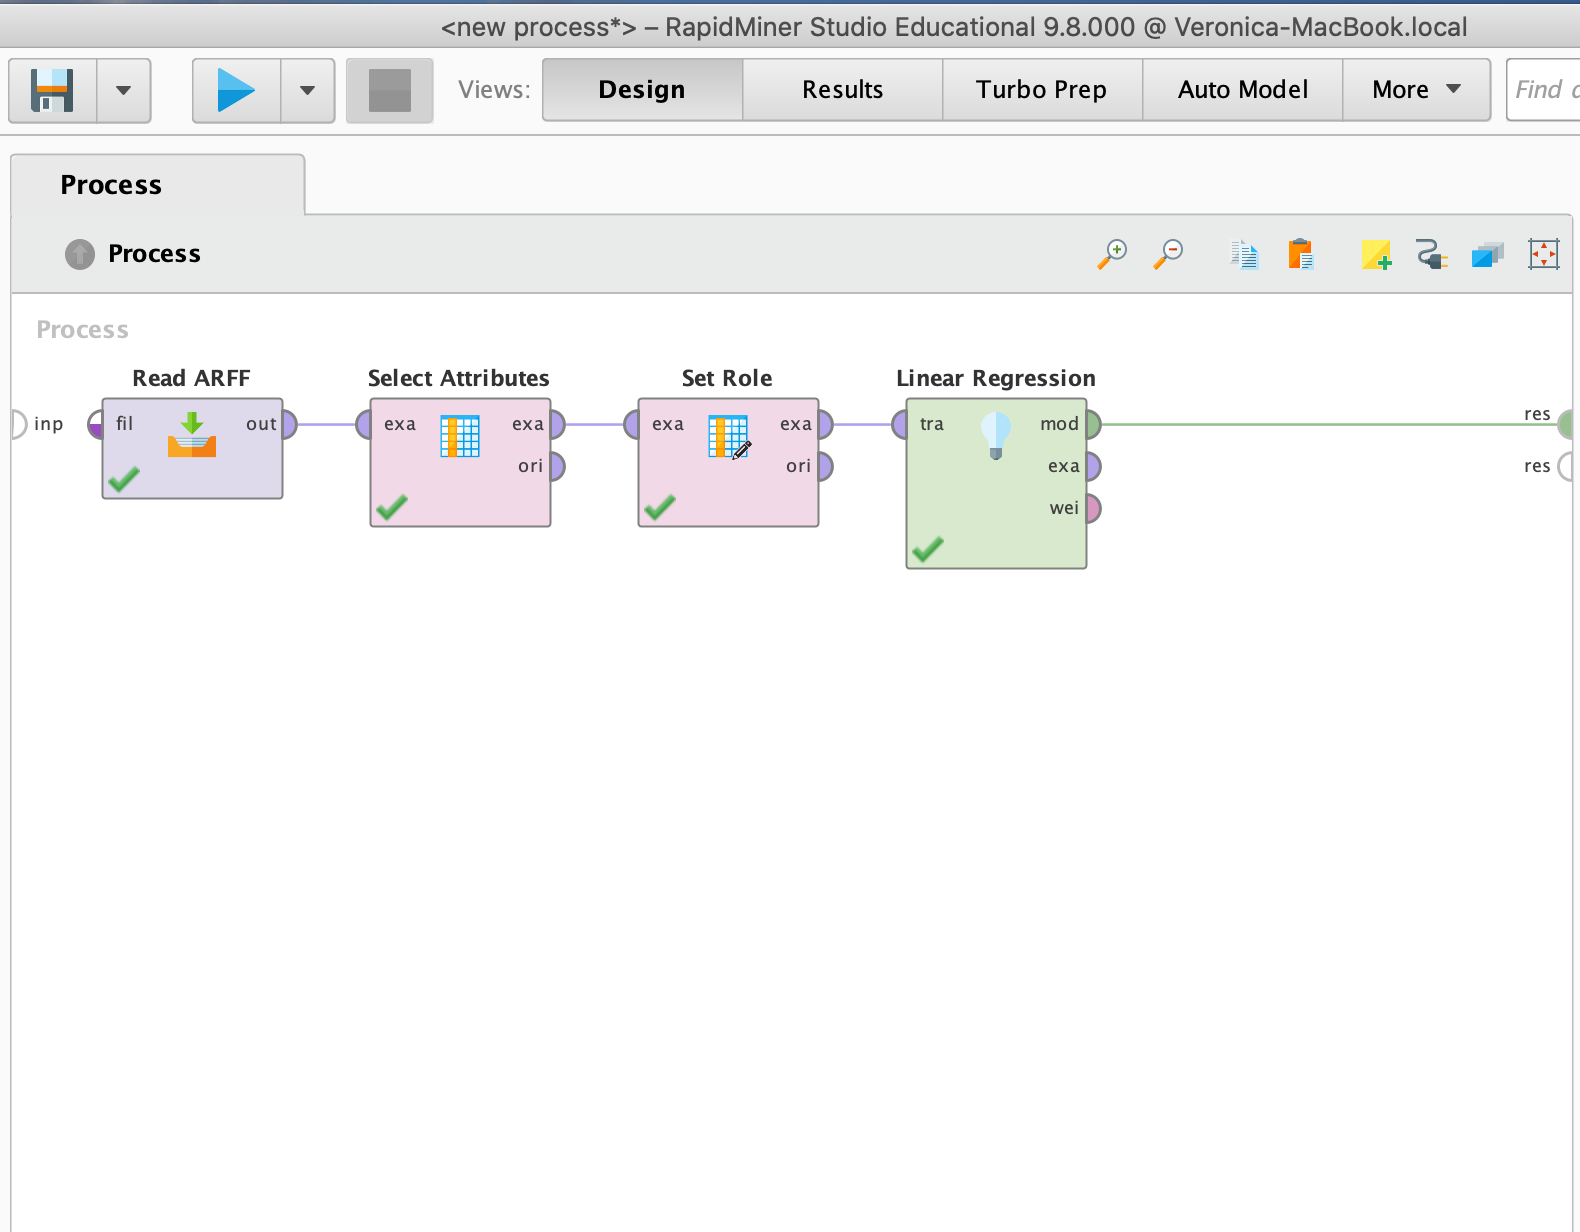 <new process*> – RapidMiner Studio Educational 9.8.000 @ Veronica-MacBook.local
Views: Design Results Turbo Prep Auto Model More Find
Process
Process
Process
Read ARFF Select Attributes Set Role Linear Regression
inp fil out exa exa exa exa tra mod res
ori ori exa res
wei